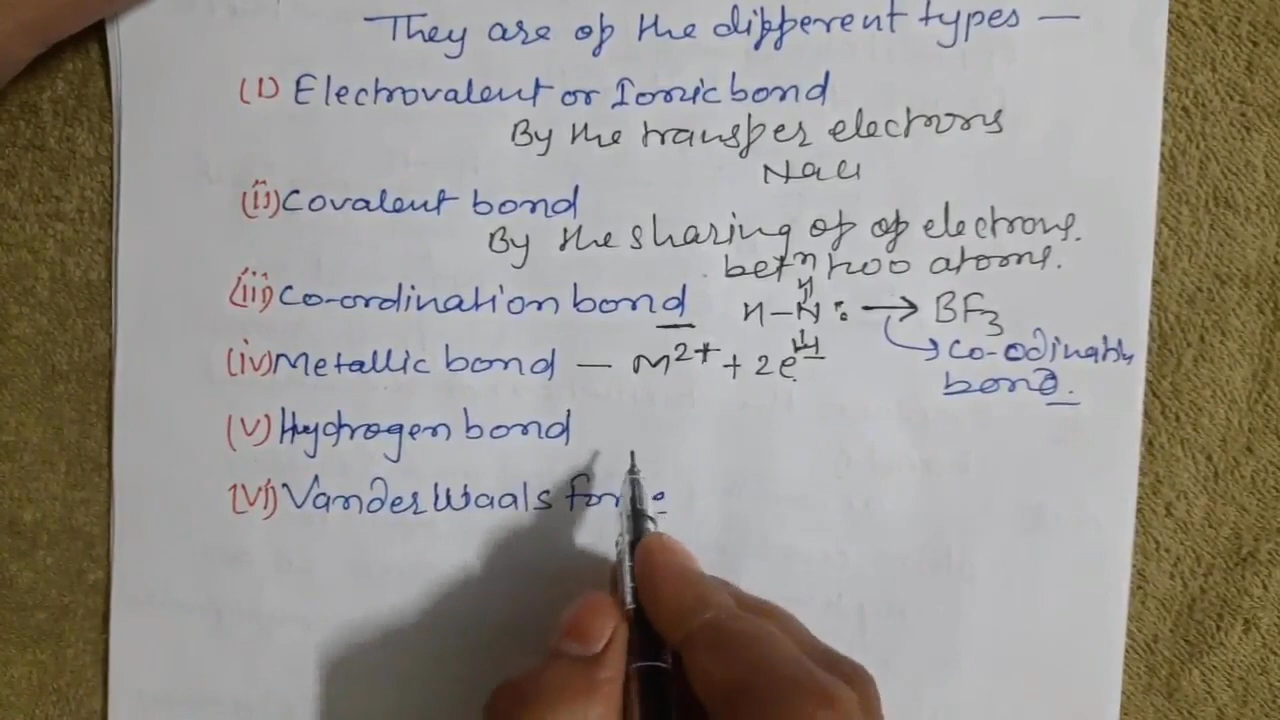 They are of the different types —
(i) Electrovalent or Ionic bond
By the transfer electrons
NaCl
(ii) Covalent bond
By the sharing of of electrons.
betn two atoms.
(iii) Co-ordination bond
H
H-N: → BF3
H
Co-odinately
bond.
(iv) Metallic bond — M2+ + 2e-
(v) Hydrogen bond
(vi) Vander Waals